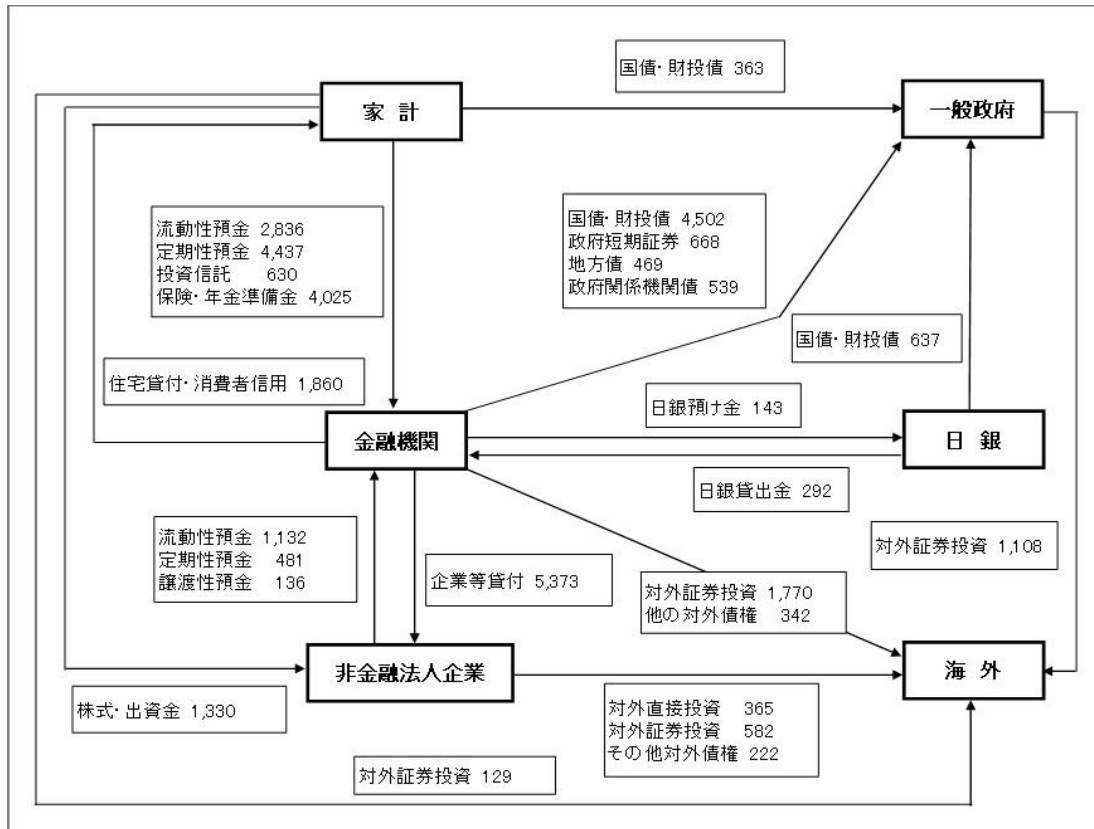 国債・財投債 363
家 計
一般政府
流動性預金 2,836
定期性預金 4,437
投資信託 630
保険・年金準備金 4,025
国債・財投債 4,502
政府短期証券 668
地方債 469
政府関係機関債 539
国債・財投債 637
住宅貸付・消費者信用 1,860
日銀預け金 143
金融機関
日 銀
日銀貸出金 292
流動性預金 1,132
定期性預金 481
譲渡性預金 136
企業等貸付 5,373
対外証券投資 1,108
対外証券投資 1,770
他の対外債権 342
非金融法人企業
海 外
株式・出資金 1,330
対外直接投資 365
対外証券投資 582
その他対外債権 222
対外証券投資 129